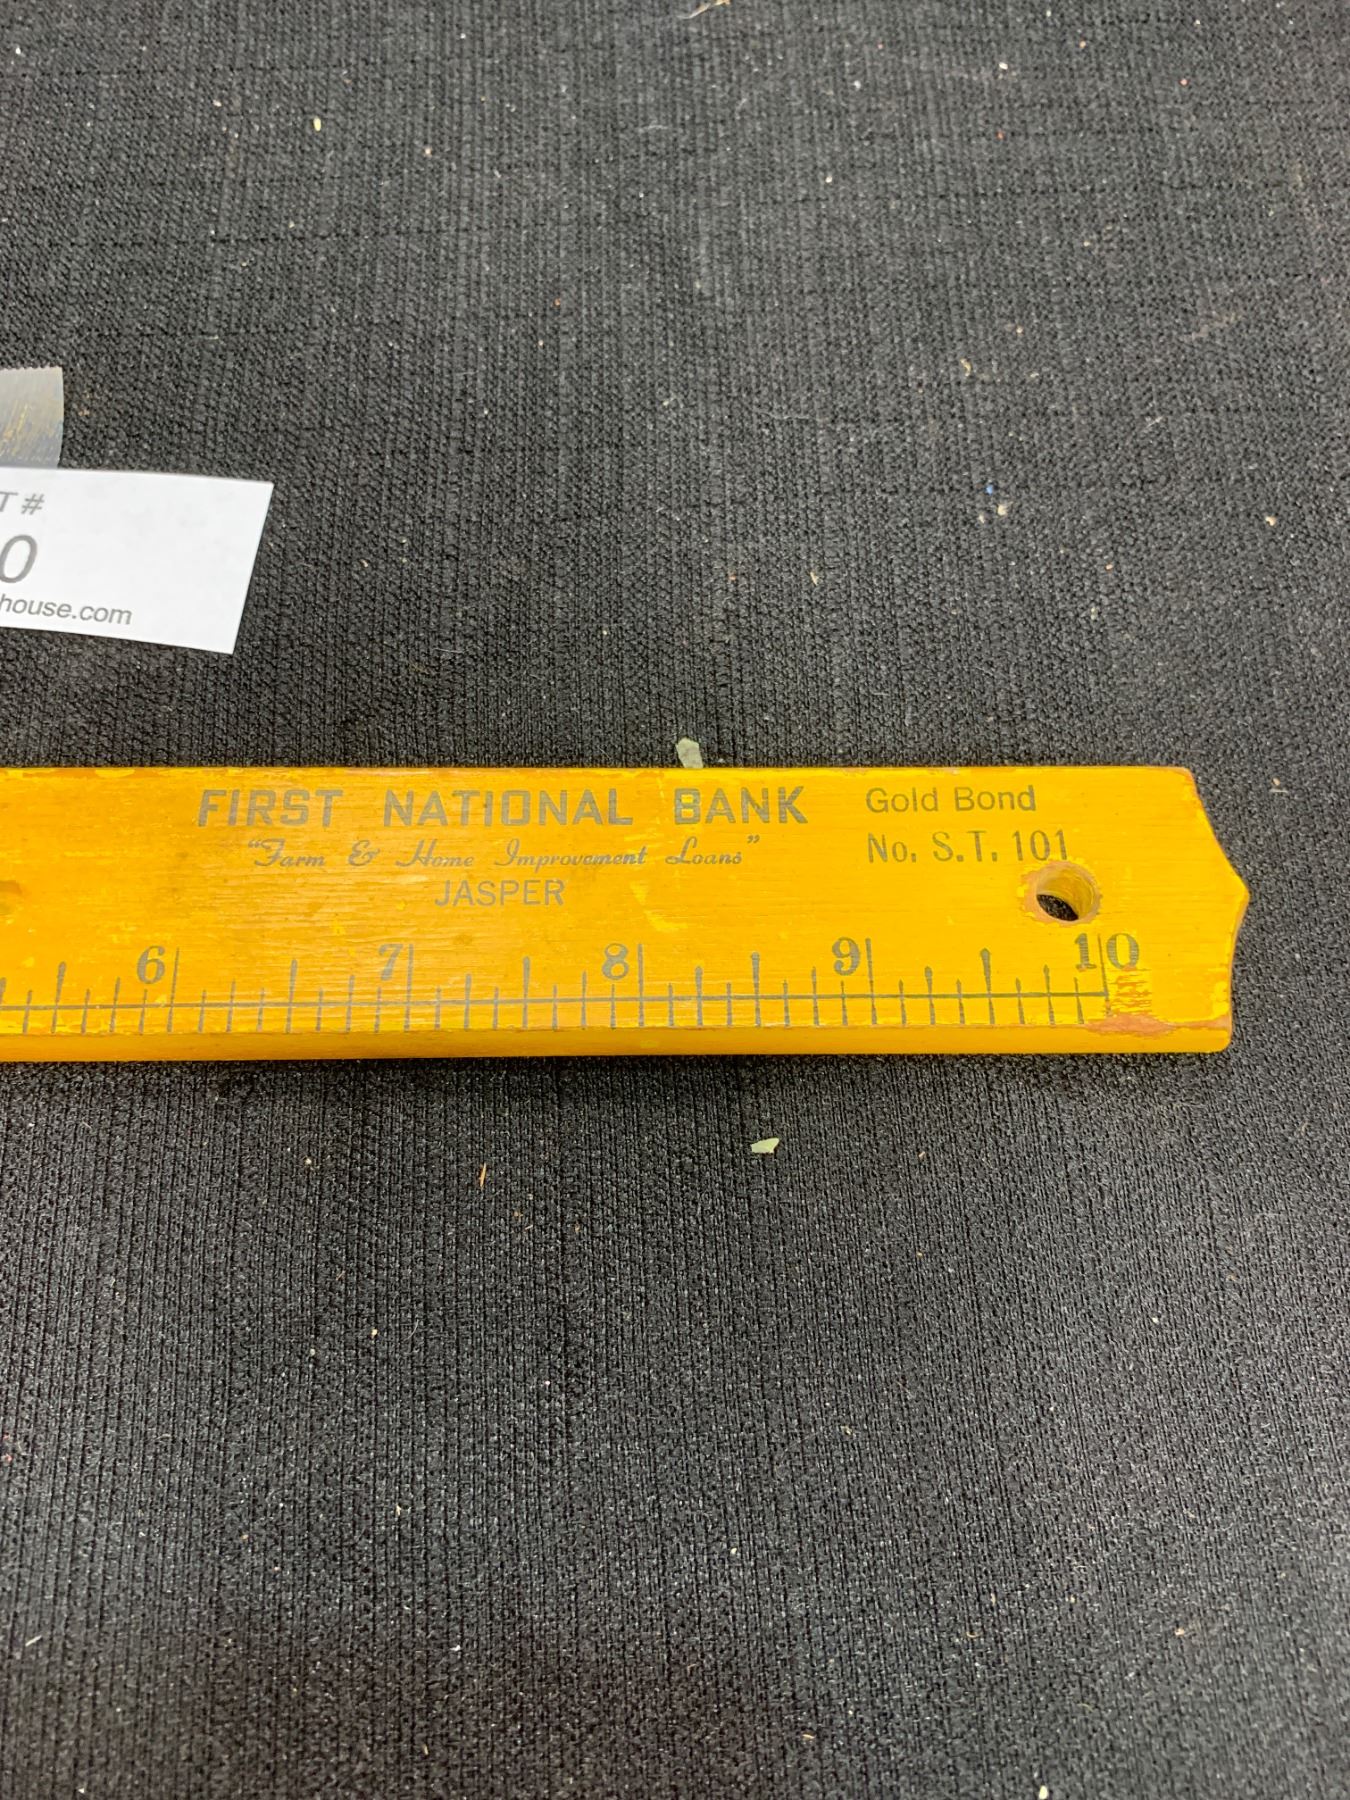 T #
0
house.com
FIRST NATIONAL BANK
"Farm & Home Improvement Loans"
JASPER
Gold Bond
No. S.T. 101
6 7 8 9 10